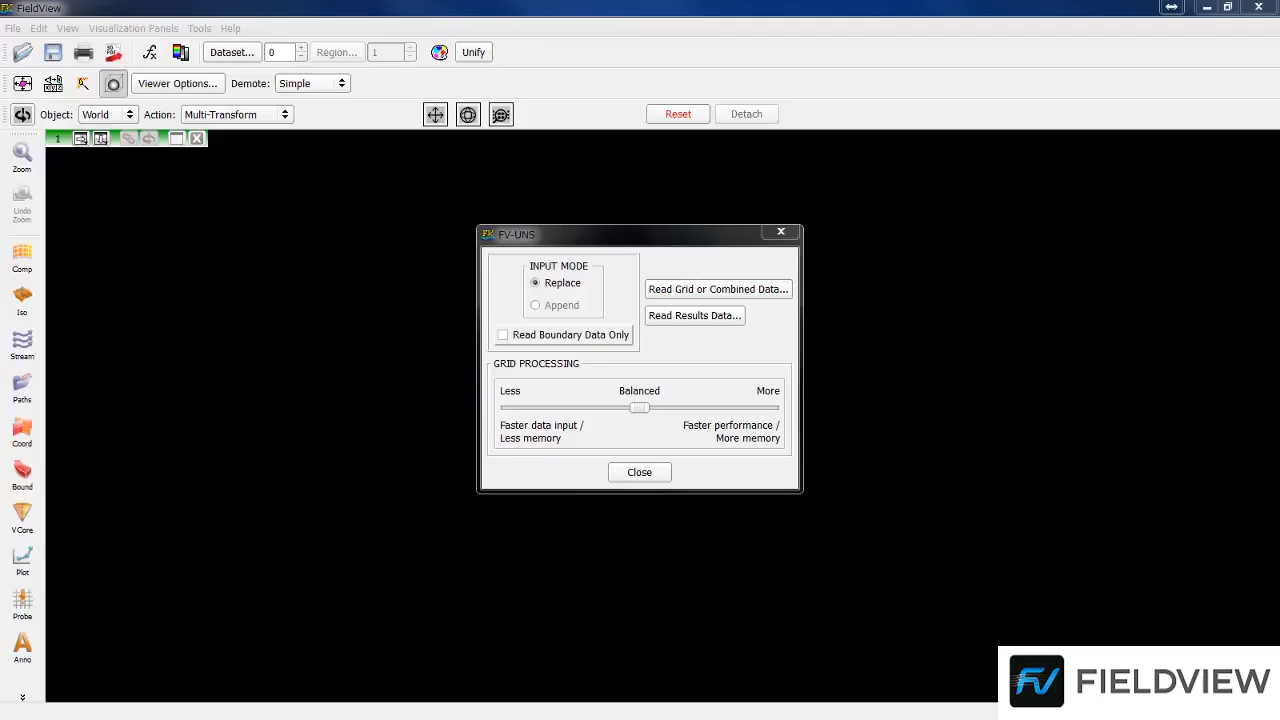 FieldView
File Edit View Visualization Panels Tools Help
Dataset... 0 Region... 1 Unify
Viewer Options... Demote: Simple
Object: World Action: Multi-Transform Reset Detach
1
Zoom
Undo
Zoom
Comp
Iso
Stream
Paths
Coord
Bound
VCore
Plot
Probe
Anno
FV-UNS
INPUT MODE
Replace
Append
Read Boundary Data Only
Read Grid or Combined Data...
Read Results Data...
GRID PROCESSING
Less Balanced More
Faster data input / Faster performance /
Less memory More memory
Close
FV FIELDVIEW